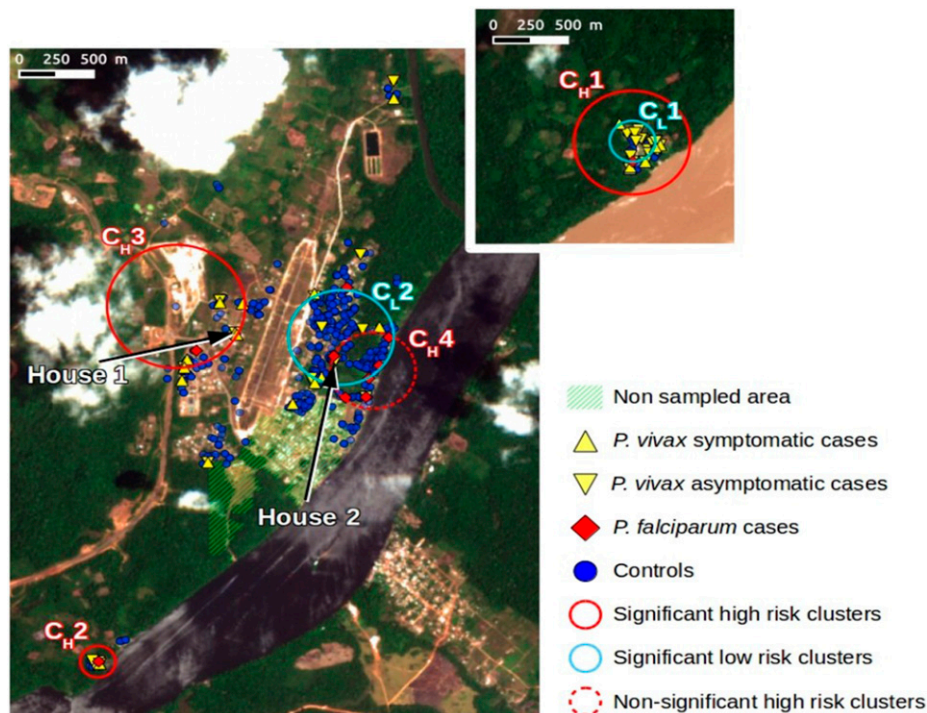 0 250 500 m
0 250 500 m
CH1
CL1
CH3
CL2
CH4
House 1
House 2
CH2
Non sampled area
P. vivax symptomatic cases
P. vivax asymptomatic cases
P. falciparum cases
Controls
Significant high risk clusters
Significant low risk clusters
Non-significant high risk clusters